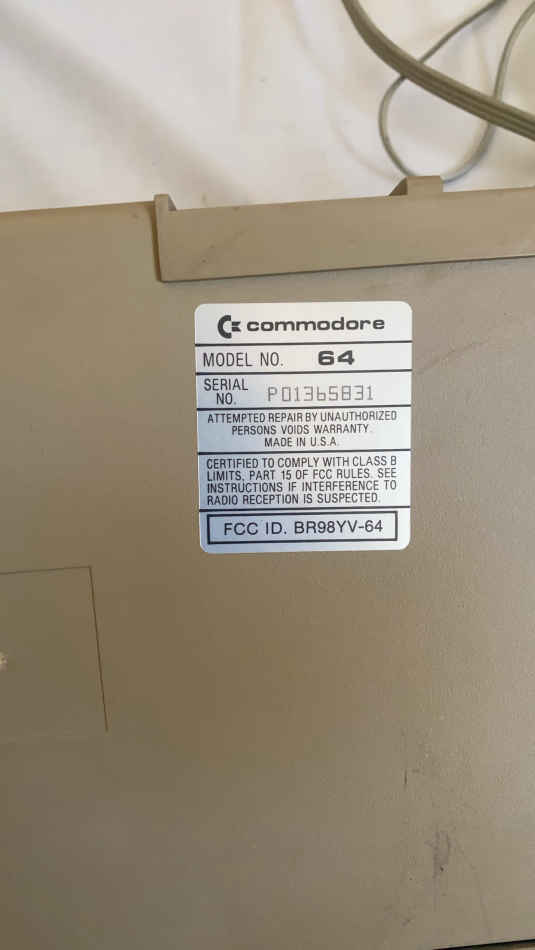 commodore
MODEL NO. 64
SERIAL NO. P01365831
ATTEMPTED REPAIR BY UNAUTHORIZED
PERSONS VOIDS WARRANTY.
MADE IN U.S.A.
CERTIFIED TO COMPLY WITH CLASS B
LIMITS, PART 15 OF FCC RULES. SEE
INSTRUCTIONS IF INTERFERENCE TO
RADIO RECEPTION IS SUSPECTED.
FCC ID. BR98YV-64